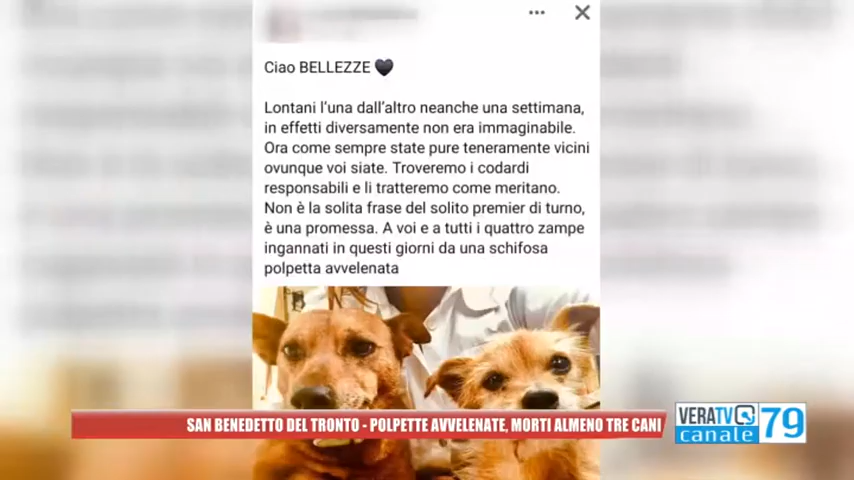 Ciao BELLEZZE 🖤
Lontani l'una dall'altro neanche una settimana,
in effetti diversamente non era immaginabile.
Ora come sempre state pure teneramente vicini
ovunque voi siate. Troveremo i codardi
responsabili e li tratteremo come meritano.
Non è la solita frase del solito premier di turno,
è una promessa. A voi e a tutti i quattro zampe
ingannati in questi giorni da una schifosa
polpetta avvelenata
SAN BENEDETTO DEL TRONTO - POLPETTE AVVELENATE, MORTI ALMENO TRE CANI
VERATV
canale 79